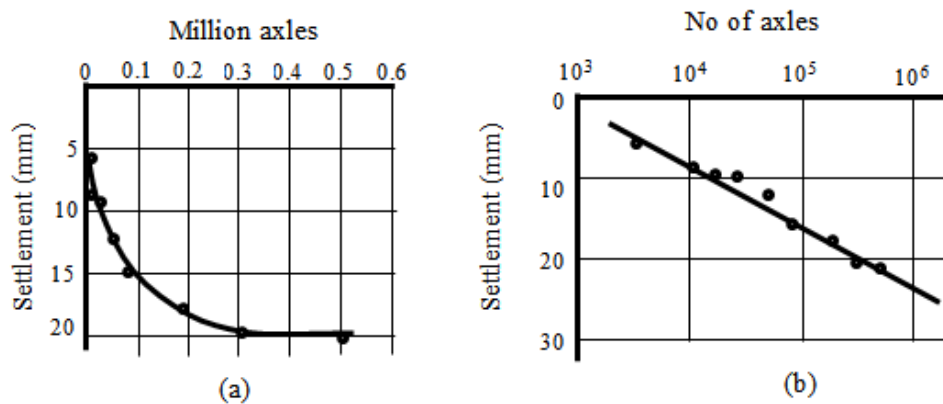 Million axles
0 0.1 0.2 0.3 0.4 0.5 0.6
Settlement (mm)
5
10
15
20
(a)
No of axles
10³ 10⁴ 10⁵ 10⁶
Settlement (mm)
0
10
20
30
(b)